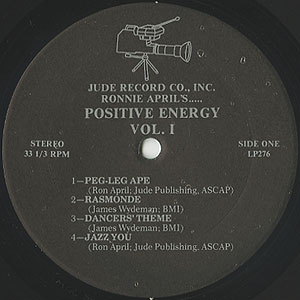 JUDE RECORD CO., INC.
RONNIE APRIL'S.....
POSITIVE ENERGY
VOL. I
STEREO
33 1/3 RPM
SIDE ONE
LP276
1—PEG-LEG APE
(Ron April; Jude Publishing, ASCAP)
2—RASMONDE
(James Wydeman; BMI)
3—DANCERS' THEME
(James Wydeman; BMI)
4—JAZZ YOU
(Ron April; Jude Publishing, ASCAP)